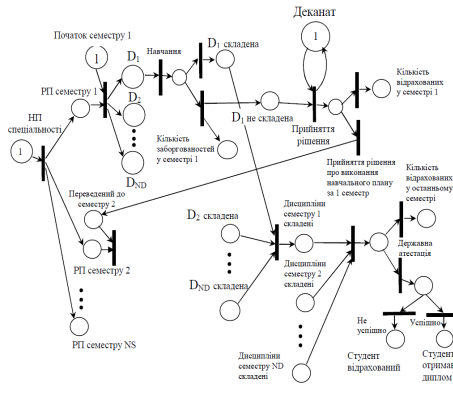 Початок семестру 1
Деканат
1
1
D1
Навчання
D1 складена
Кількість
відрахованих
у семестрі 1
РП семестру 1
D2
НП
спеціальності
1
D1 не складена
Прийняття
рішення
Кількість
заборгованостей
у семестрі 1
DND
Прийняття рішення
про виконання
навчального плану
за 1 семестр
Кількість
відрахованих
у останньому
семестрі
Переведений до
семестру 2
D2 складена
Дисципліни
семестру 1
складені
Державна
атестація
РП семестру 2
Дисципліни
семестру 2
складені
DND складена
Не
успішно
Успішно
РП семестру NS
Дисципліни
семестру ND
складені
Студент
відрахований
Студент
отримав
диплом